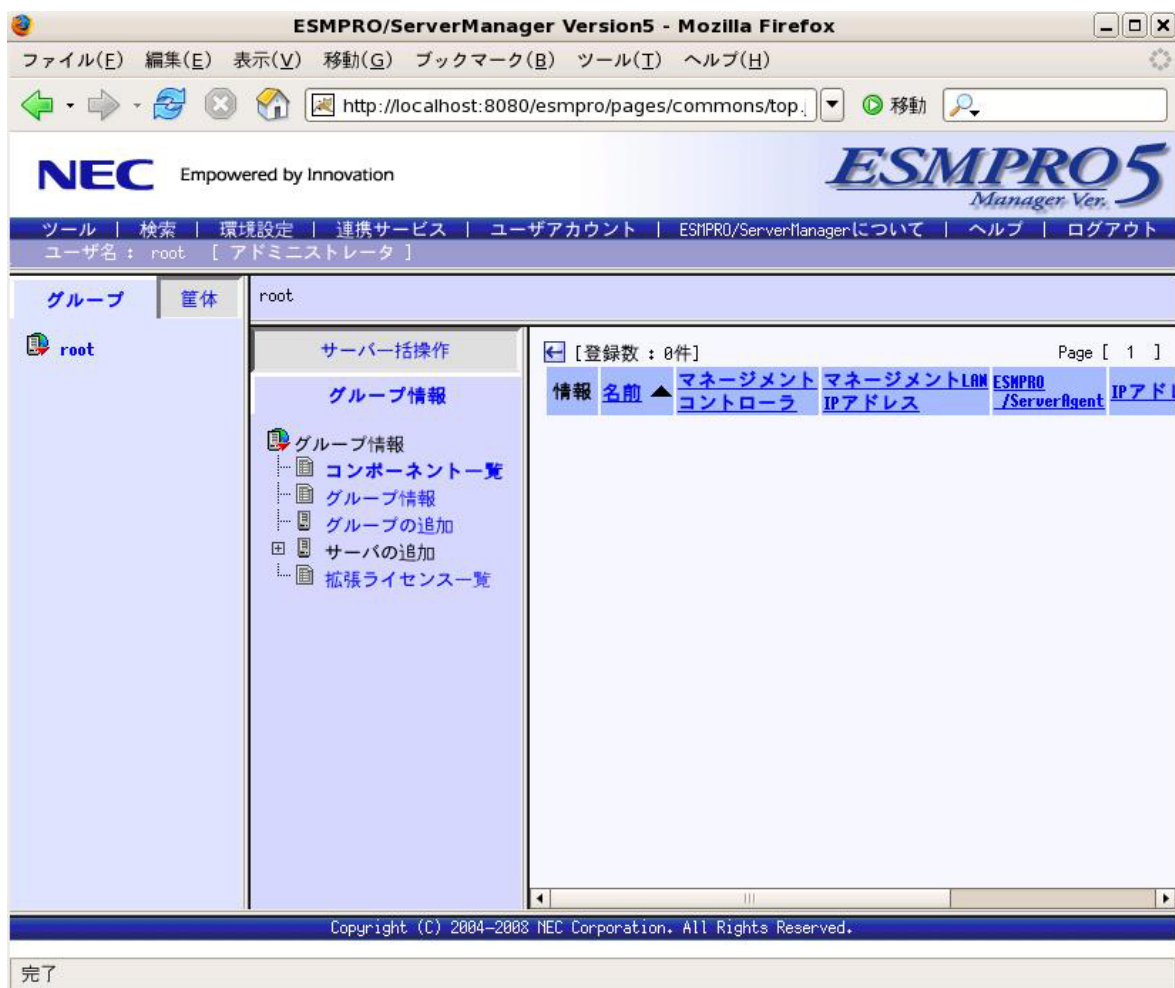 ESMPRO/ServerManager Version5 - Mozilla Firefox
ファイル(F) 編集(E) 表示(V) 移動(G) ブックマーク(B) ツール(T) ヘルプ(H)
http://localhost:8080/esmpro/pages/commons/top.j 移動
NEC Empowered by Innovation
ESMPRO5
Manager Ver.
ツール | 検索 | 環境設定 | 連携サービス | ユーザアカウント | ESMPRO/ServerManagerについて | ヘルプ | ログアウト
ユーザ名 : root [ アドミニストレータ ]
グループ 筐体
root
root
サーバ一括操作
グループ情報
グループ情報
コンポーネント一覧
グループ情報
グループの追加
サーバの追加
拡張ライセンス一覧
[登録数 : 0件] Page [ 1 ]
情報 名前 ▲ マネージメントコントローラ マネージメントLAN IPアドレス ESMPRO/ServerAgent IPアド
Copyright (C) 2004-2008 NEC Corporation. All Rights Reserved.
完了